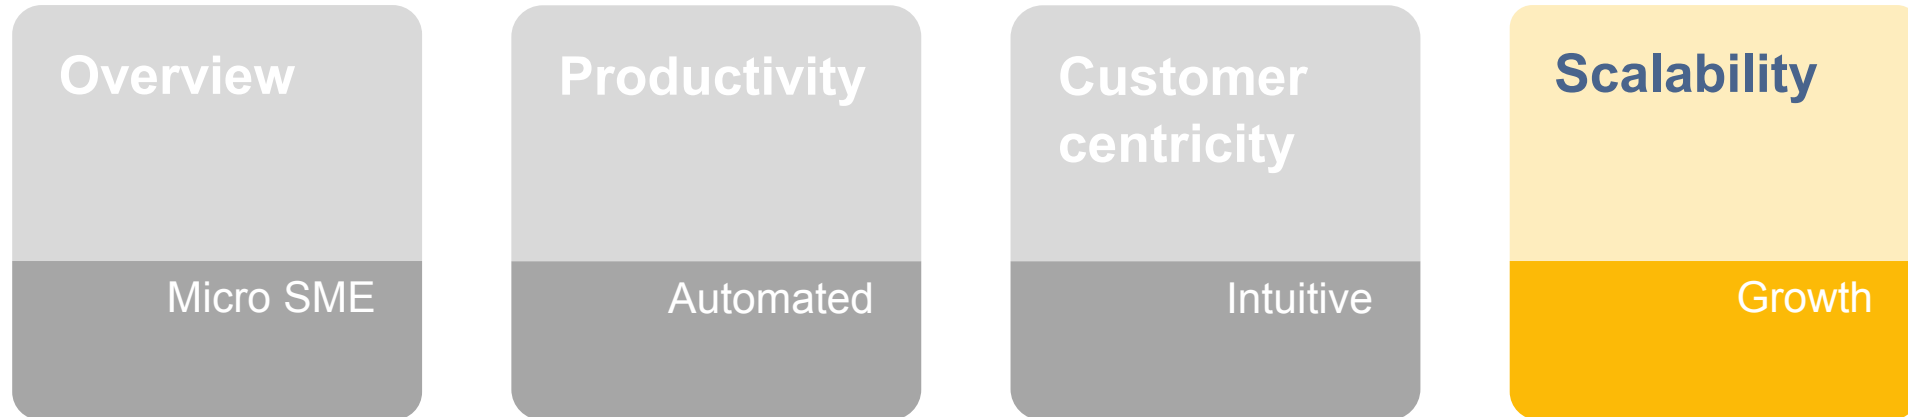 Overview
Micro SME
Productivity
Automated
Customer
centricity
Intuitive
Scalability
Growth